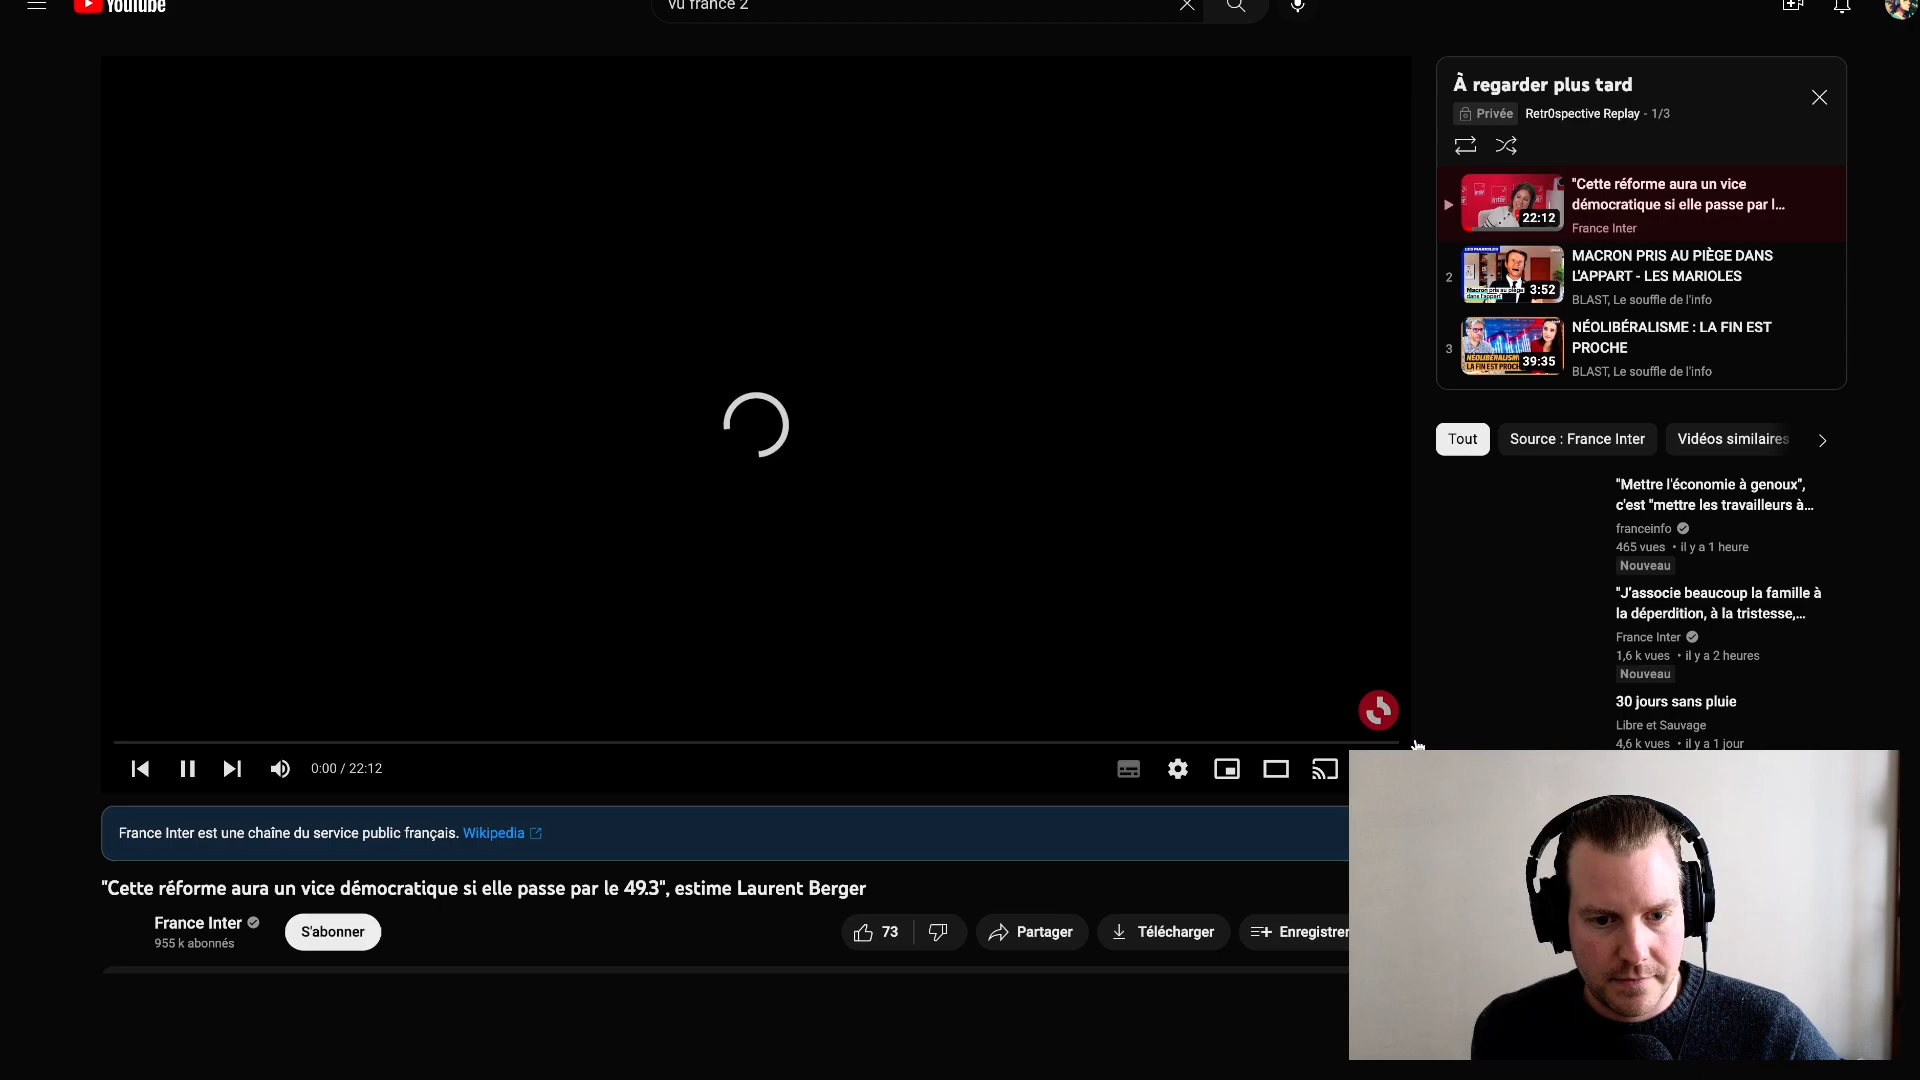 YouTube
vu france 2
À regarder plus tard
Privée Retr0spective Replay - 1/3
22:12
"Cette réforme aura un vice
démocratique si elle passe par l...
France Inter
2
3:52
MACRON PRIS AU PIÈGE DANS
L'APPART - LES MARIOLES
BLAST, Le souffle de l'info
3
39:35
NÉOLIBÉRALISME : LA FIN EST
PROCHE
BLAST, Le souffle de l'info
Tout Source : France Inter Vidéos similaires
"Mettre l'économie à genoux",
c'est "mettre les travailleurs à...
franceinfo
465 vues • il y a 1 heure
Nouveau
"J'associe beaucoup la famille à
la déperdition, à la tristesse,...
France Inter
1,6 k vues • il y a 2 heures
Nouveau
30 jours sans pluie
Libre et Sauvage
4,6 k vues • il y a 1 jour
0:00 / 22:12
France Inter est une chaîne du service public français. Wikipedia
"Cette réforme aura un vice démocratique si elle passe par le 49.3", estime Laurent Berger
France Inter
955 k abonnés
S'abonner
73
Partager
Télécharger
Enregistrer